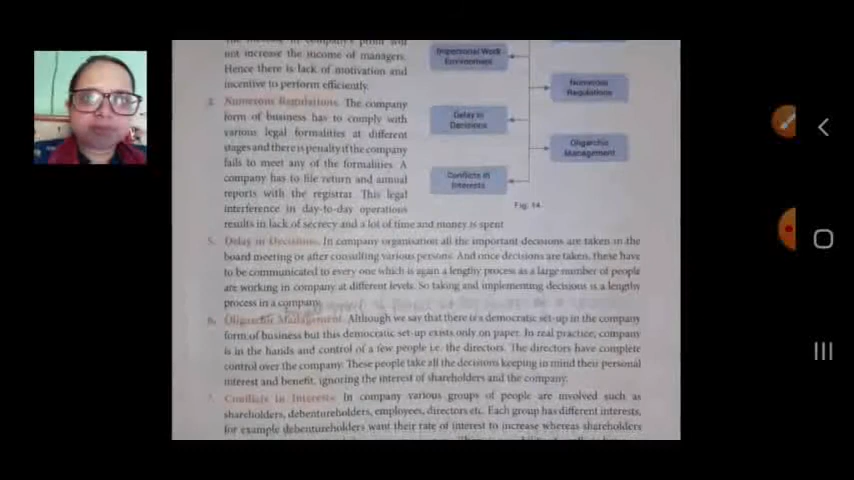 not increase the income of managers.
Hence there is lack of motivation and
incentive to perform efficiently.
Numerous Regulations. The company
form of business has to comply with
various legal formalities at different
stages and there is penalty if the company
fails to meet any of the formalities. A
company has to file return and annual
reports with the registrar. This legal
interference in day-to-day operations
results in lack of secrecy and a lot of time and money is spent
5. Delay in Decisions. In company organisation all the important decisions are taken in the
board meeting or after consulting various persons. And once decisions are taken, these have
to be communicated to every one which is again a lengthy process as a large number of people
are working in company at different levels. So taking and implementing decisions is a lengthy
process in a company.
6. Oligarchic Management. Although we say that there is a democratic set-up in the company
form of business but this democratic set-up exists only on paper. In real practice, company
is in the hands and control of a few people i.e. the directors. The directors have complete
control over the company. These people take all the decisions keeping in mind their personal
interest and benefit, ignoring the interest of shareholders and the company.
7. Conflicts in Interests. In company various groups of people are involved such as
shareholders, debentureholders, employees, directors etc. Each group has different interests,
for example debentureholders want their rate of interest to increase whereas shareholders
Impersonal Work
Environment
Numerous
Regulations
Delay in
Decisions
Oligarchic
Management
Conflicts in
Interests
Fig. 14